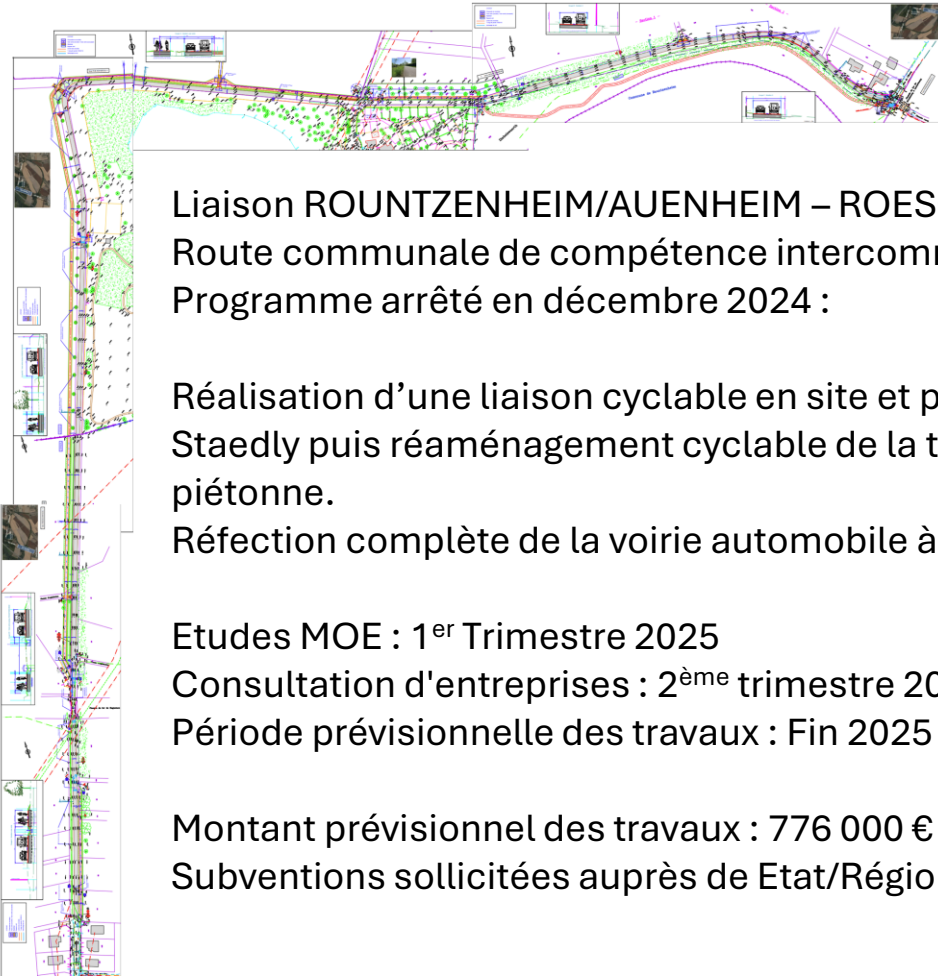 Liaison ROUNTZENHEIM/AUENHEIM – ROES
Route communale de compétence intercomm
Programme arrêté en décembre 2024 :
Réalisation d’une liaison cyclable en site et p
Staedly puis réaménagement cyclable de la t
piétonne.
Réfection complète de la voirie automobile à
Etudes MOE : 1er Trimestre 2025
Consultation d'entreprises : 2ème trimestre 20
Période prévisionnelle des travaux : Fin 2025
Montant prévisionnel des travaux : 776 000 €
Subventions sollicitées auprès de Etat/Régio